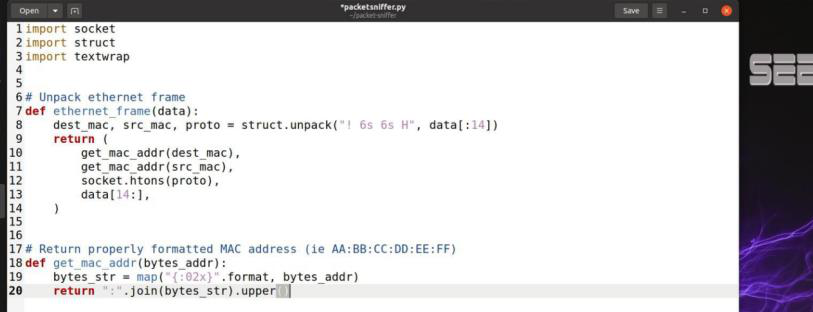 Open
*packetsniffer.py
~/packet-sniffer
Save
1 import socket
2 import struct
3 import textwrap
4
5
6 # Unpack ethernet frame
7 def ethernet_frame(data):
8     dest_mac, src_mac, proto = struct.unpack("! 6s 6s H", data[:14])
9     return (
10         get_mac_addr(dest_mac),
11         get_mac_addr(src_mac),
12         socket.htons(proto),
13         data[14:],
14     )
15
16
17 # Return properly formatted MAC address (ie AA:BB:CC:DD:EE:FF)
18 def get_mac_addr(bytes_addr):
19     bytes_str = map("{:02x}".format, bytes_addr)
20     return ":".join(bytes_str).upper()